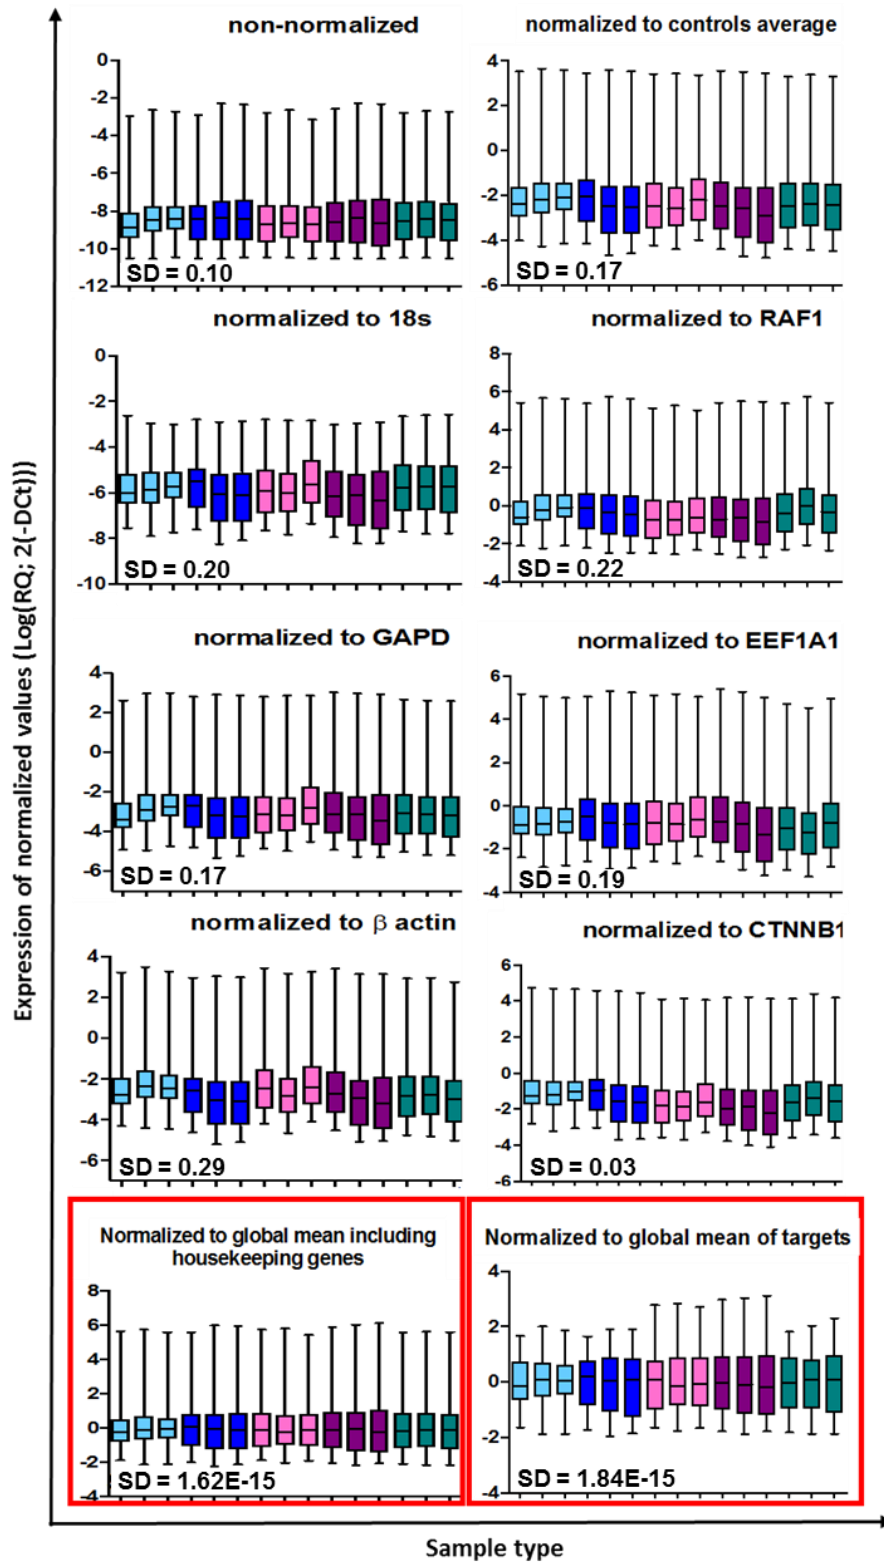 Expression of normalized values (Log(RQ; 2(-DCt)))
non-normalized
0
-2
-4
-6
-8
-10
-12
SD = 0.10
normalized to controls average
4
2
0
-2
-4
-6
SD = 0.17
normalized to 18s
0
-2
-4
-6
-8
-10
SD = 0.20
normalized to RAF1
8
6
4
2
0
-2
-4
SD = 0.22
normalized to GAPD
4
2
0
-2
-4
-6
SD = 0.17
normalized to EEF1A1
6
4
2
0
-2
-4
SD = 0.19
normalized to β actin
4
2
0
-2
-4
-6
SD = 0.29
normalized to CTNNB1
6
4
2
0
-2
-4
-6
SD = 0.03
Normalized to global mean including
housekeeping genes
8
6
4
2
0
-2
-4
SD = 1.62E-15
Normalized to global mean of targets
4
2
0
-2
-4
SD = 1.84E-15
Sample type